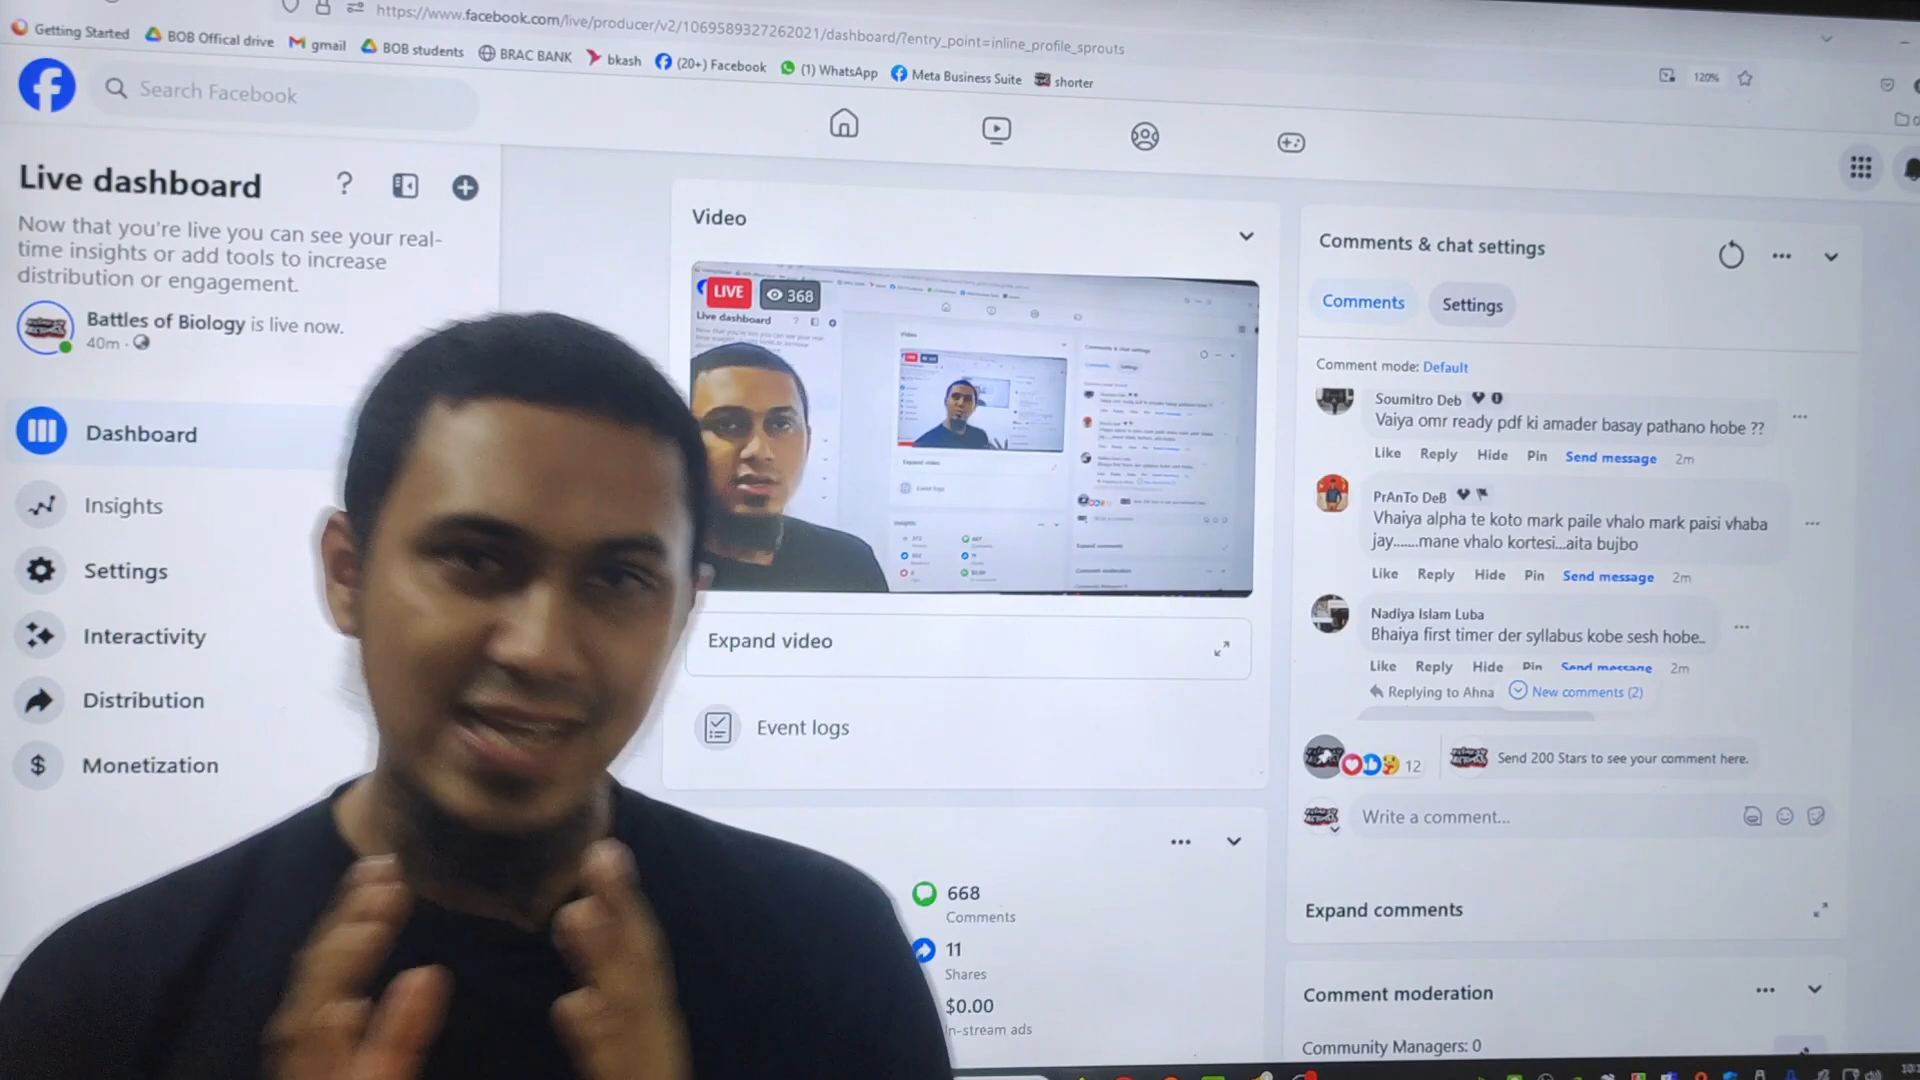 https://www.facebook.com/live/producer/v2/1069589327262021/dashboard/?entry_point=inline_profile_sprouts
Getting Started
BOB Offical drive
gmail
BOB students
BRAC BANK
bkash
(20+) Facebook
(1) WhatsApp
Meta Business Suite
shorter
120%
Search Facebook
Live dashboard
Now that you're live you can see your real-
time insights or add tools to increase
distribution or engagement.
Battles of Biology is live now.
40m
Dashboard
Insights
Settings
Interactivity
Distribution
Monetization
Video
LIVE
368
Live dashboard
Expand video
Event logs
668
Comments
11
Shares
$0.00
In-stream ads
Comments & chat settings
Comments
Settings
Comment mode: Default
Soumitro Deb
Vaiya omr ready pdf ki amader basay pathano hobe ??
Like Reply Hide Pin Send message 2m
PrAnTo DeB
Vhaiya alpha te koto mark paile vhalo mark paisi vhaba
jay.......mane vhalo kortesi...aita bujbo
Like Reply Hide Pin Send message 2m
Nadiya Islam Luba
Bhaiya first timer der syllabus kobe sesh hobe..
Like Reply Hide Pin Send message 2m
Replying to Ahna
New comments (2)
12
Send 200 Stars to see your comment here.
Write a comment...
Expand comments
Comment moderation
Community Managers: 0